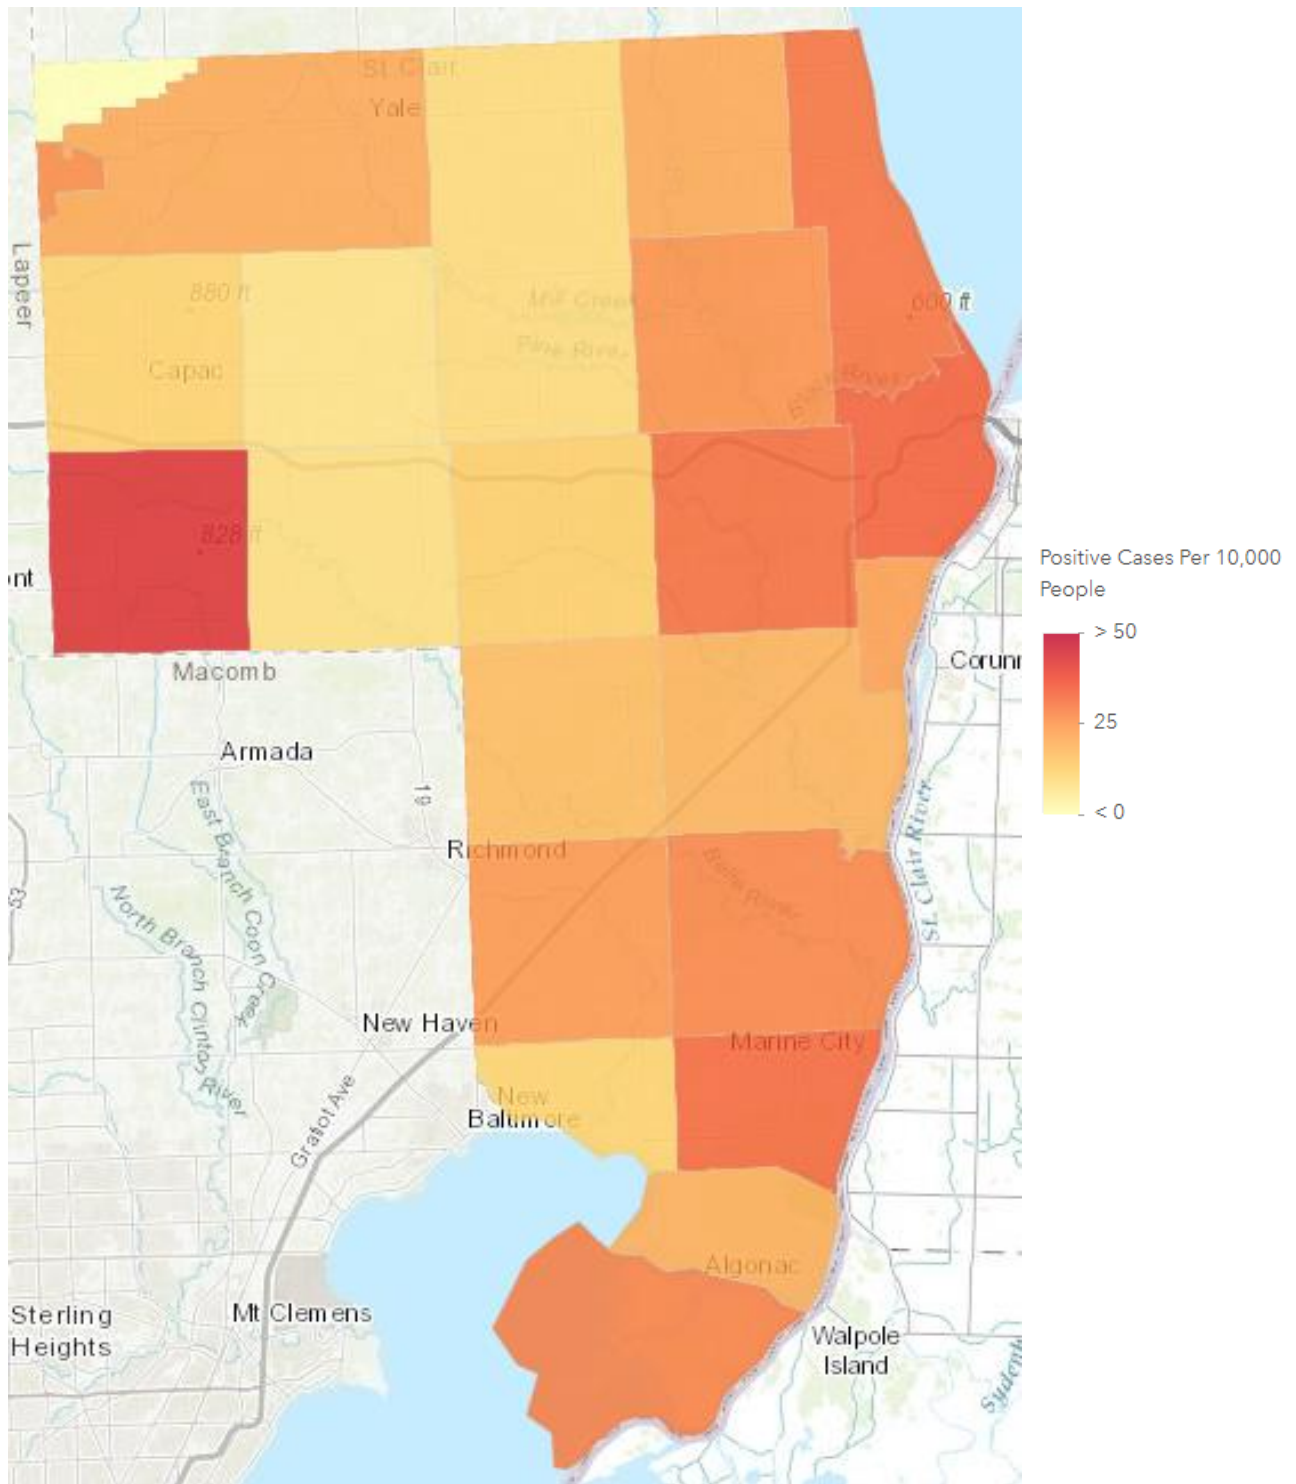 St. Clair
Yale
Lapeer
880 ft
Mill Creek
600 ft
Pine River
Capac
Black River
828 ft
nt
Positive Cases Per 10,000
People
> 50
25
< 0
Corunn
Macomb
Armada
19
East Branch Coon Creek
St. Clair River
Richmond
Belle River
53
North Branch Clinton River
New Haven
Marine City
New
Baltimore
Gratiot Ave
Algonac
Sterling
Heights
Mt Clemens
Walpole
Island
Sydenh